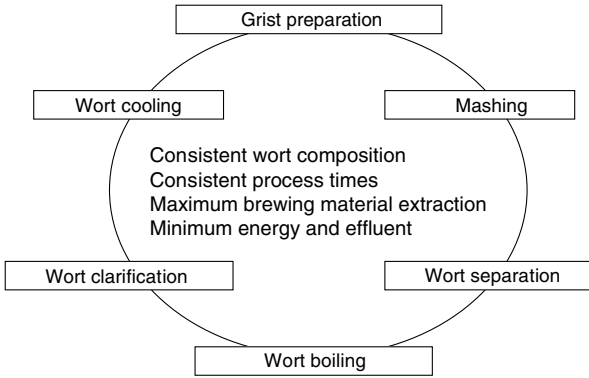 Grist preparation
Wort cooling
Mashing
Consistent wort composition
Consistent process times
Maximum brewing material extraction
Minimum energy and effluent
Wort clarification
Wort separation
Wort boiling